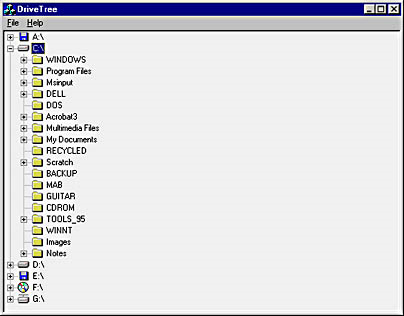 DriveTree
File Help
A:\
C:\
WINDOWS
Program Files
Msinput
DELL
DOS
Acrobat3
Multimedia Files
My Documents
RECYCLED
Scratch
BACKUP
MAB
GUITAR
CDROM
TOOLS_95
WINNT
Images
Notes
D:\
E:\
F:\
G:\